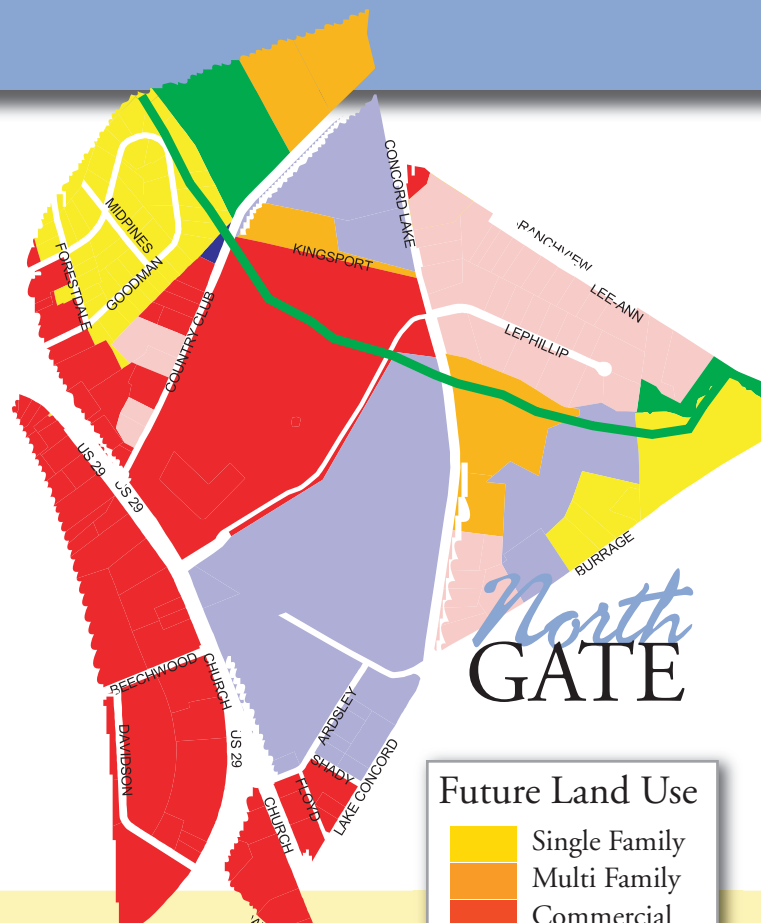 CONCORD LAKE
RANCHVIEW
MIDPINES
KINGSPORT
LEE-ANN
FORESTDALE
GOODMAN
COUNTRY CLUB
LEPHILLIP
US 29
US 29
BURRAGE
North
GATE
BEECHWOOD
CHURCH
US 29
DAVIDSON
ARDSLEY
SHADY
LAKE CONCORD
FLOYD
CHURCH
Future Land Use
Single Family
Multi Family
Commercial